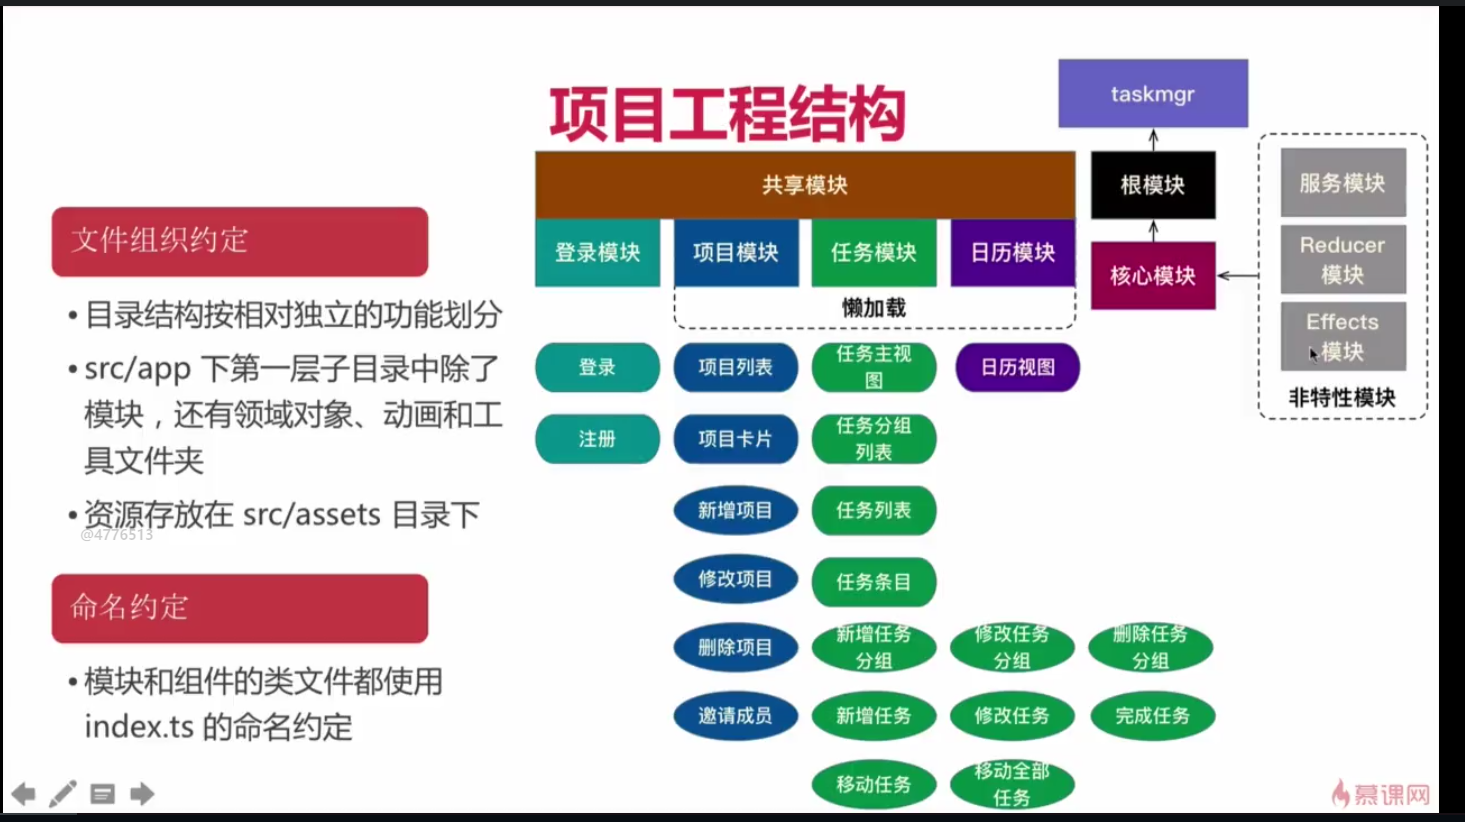 项目工程结构
文件组织约定
•目录结构按相对独立的功能划分
•src/app 下第一层子目录中除了
模块，还有领域对象、动画和工
具文件夹
•资源存放在 src/assets 目录下
@4776513
命名约定
•模块和组件的类文件都使用
index.ts 的命名约定
taskmgr
共享模块
根模块
登录模块
项目模块
任务模块
日历模块
核心模块
懒加载
服务模块
Reducer
模块
Effects
模块
非特性模块
登录
项目列表
任务主视
图
日历视图
注册
项目卡片
任务分组
列表
新增项目
任务列表
修改项目
任务条目
删除项目
新增任务
分组
修改任务
分组
删除任务
分组
邀请成员
新增任务
修改任务
完成任务
移动任务
移动全部
任务
慕课网